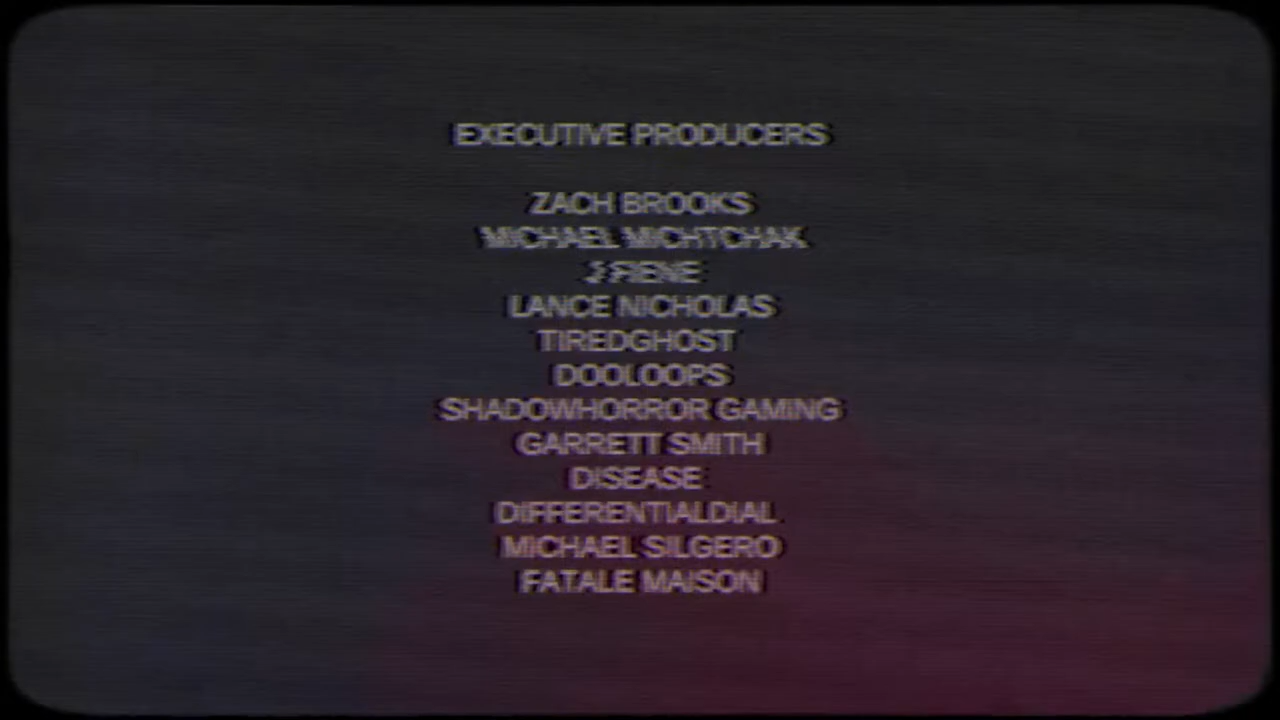 EXECUTIVE PRODUCERS
ZACH BROOKS
MICHAEL MICHTCHAK
J FIENE
LANCE NICHOLAS
TIREDGHOST
DOOLOOPS
SHADOWHORROR GAMING
GARRETT SMITH
DISEASE
DIFFERENTIALDIAL
MICHAEL SILGERO
FATALE MAISON